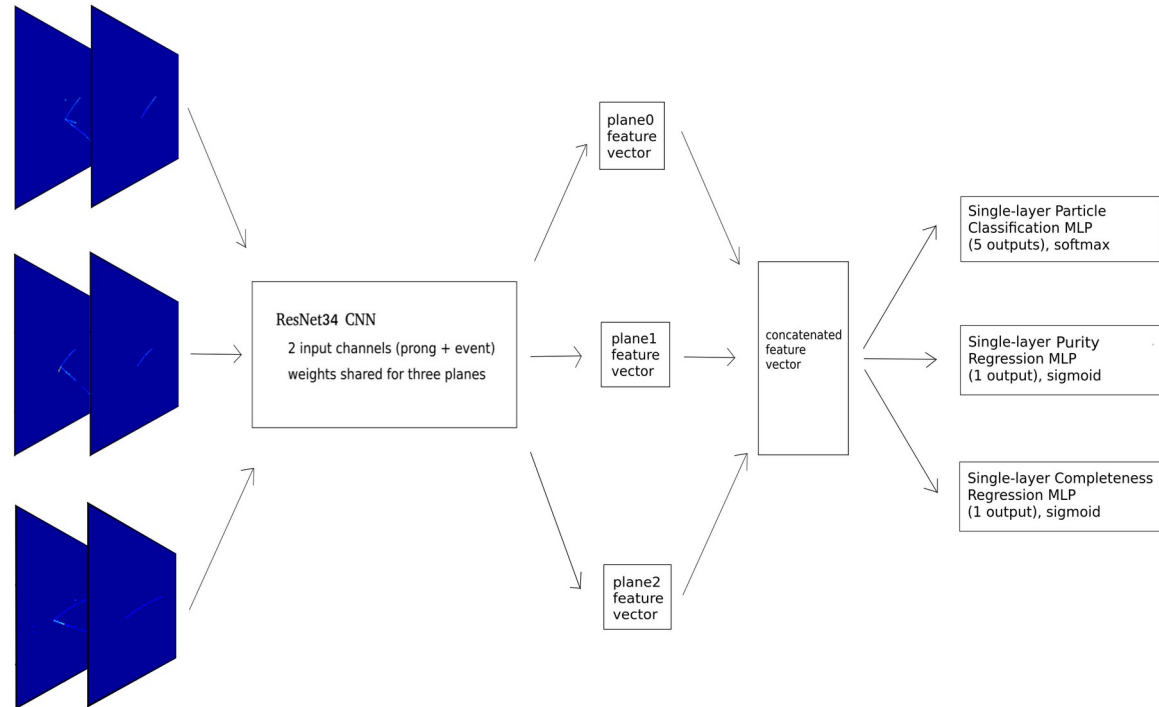 plane0
feature
vector
Single-layer Particle
Classification MLP
(5 outputs), softmax
ResNet34 CNN
2 input channels (prong + event)
weights shared for three planes
plane1
feature
vector
concatenated
feature
vector
Single-layer Purity
Regression MLP
(1 output), sigmoid
Single-layer Completeness
Regression MLP
(1 output), sigmoid
plane2
feature
vector